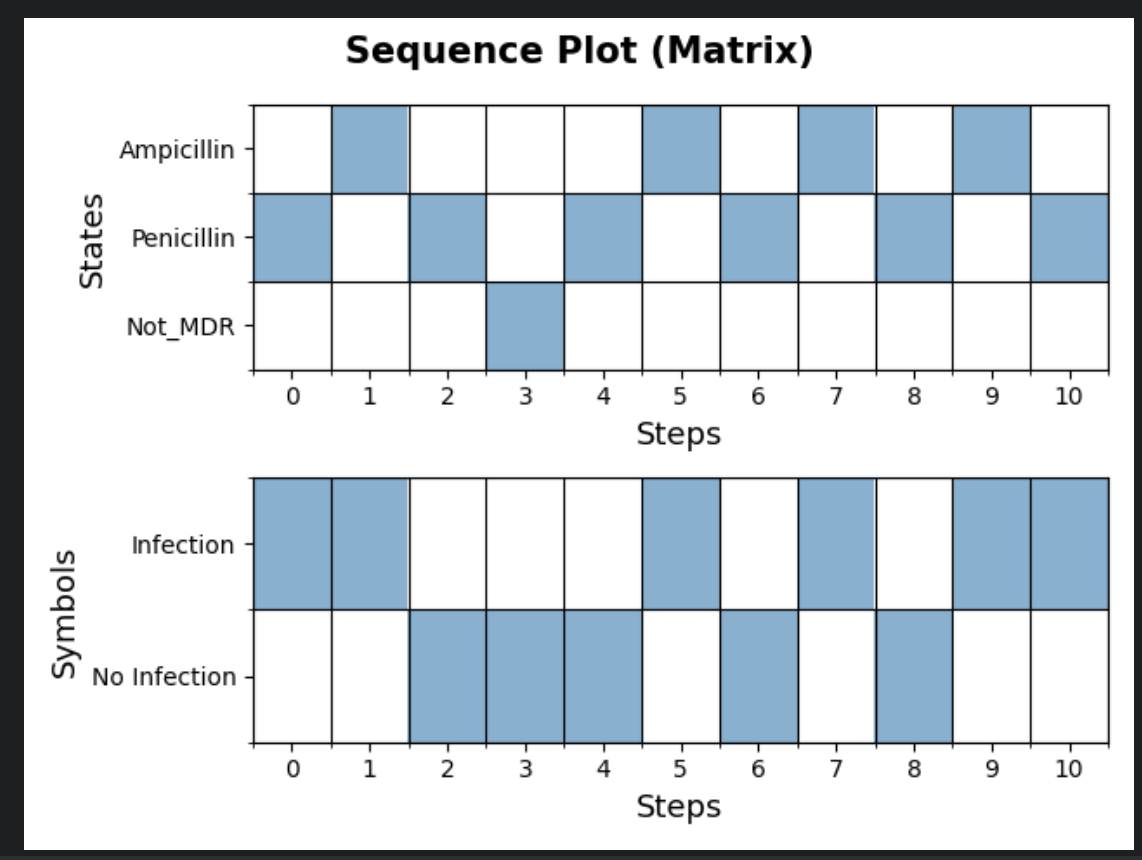 Sequence Plot (Matrix)
States
Ampicillin
Penicillin
Not_MDR
0 1 2 3 4 5 6 7 8 9 10
Steps
Symbols
Infection
No Infection
0 1 2 3 4 5 6 7 8 9 10
Steps